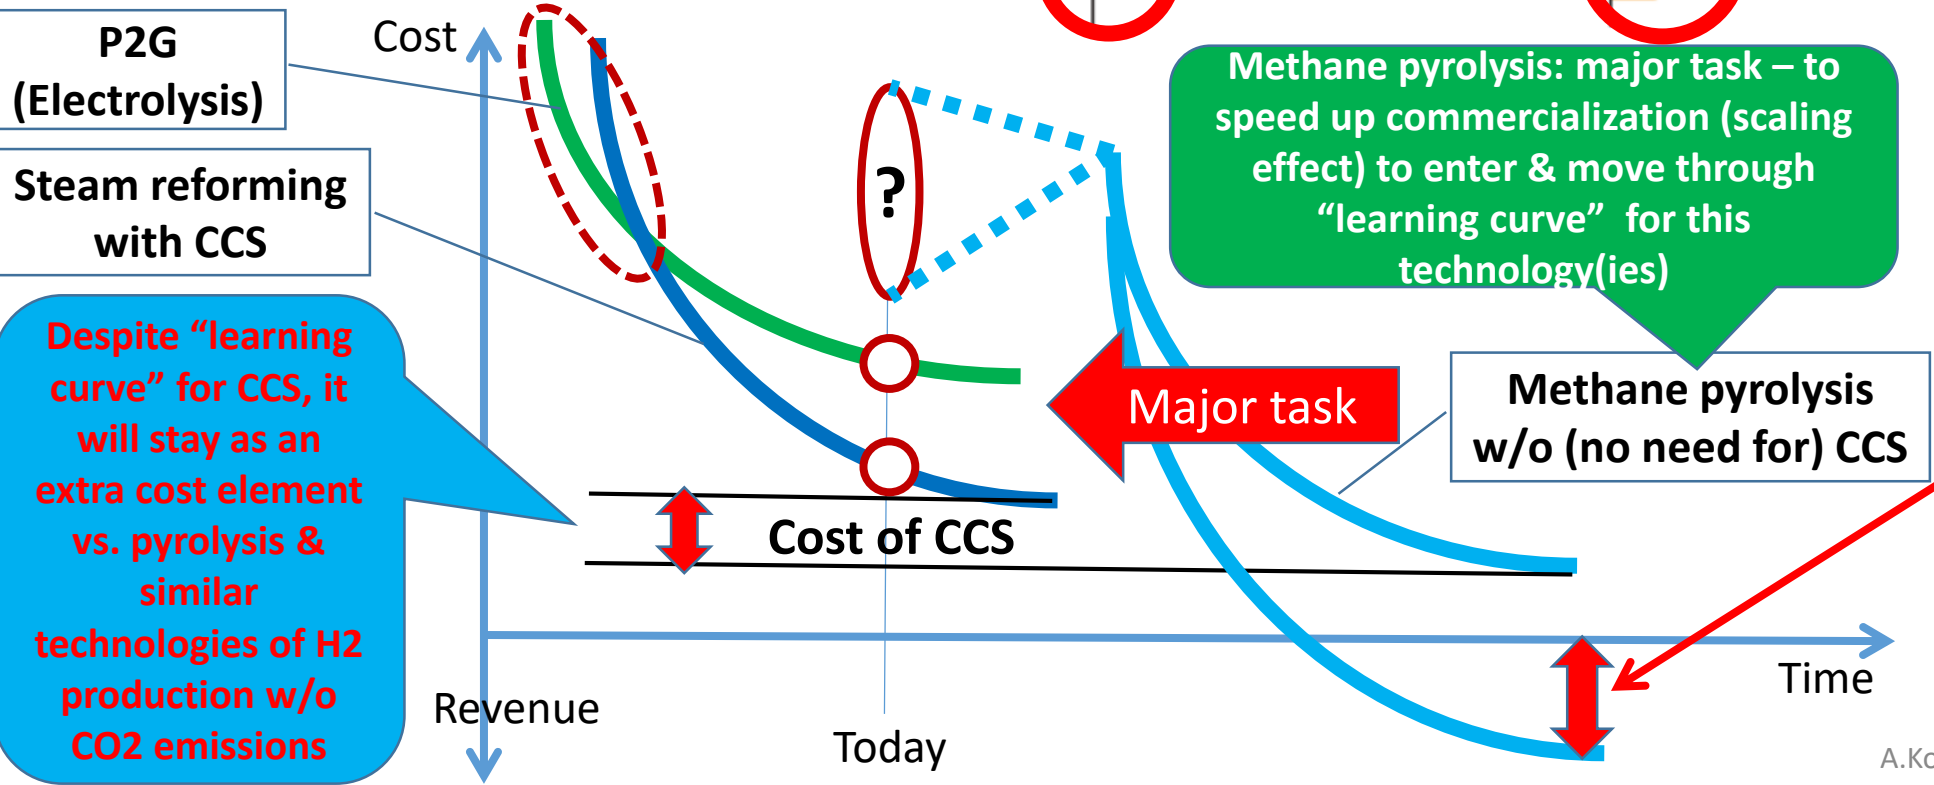 P2G
(Electrolysis)
Cost
Steam reforming
with CCS
Despite “learning
curve” for CCS, it
will stay as an
extra cost element
vs. pyrolysis &
similar
technologies of H2
production w/o
CO2 emissions
?
Methane pyrolysis: major task – to
speed up commercialization (scaling
effect) to enter & move through
“learning curve” for this
technology(ies)
Major task
Methane pyrolysis
w/o (no need for) CCS
Cost of CCS
Revenue
Today
Time